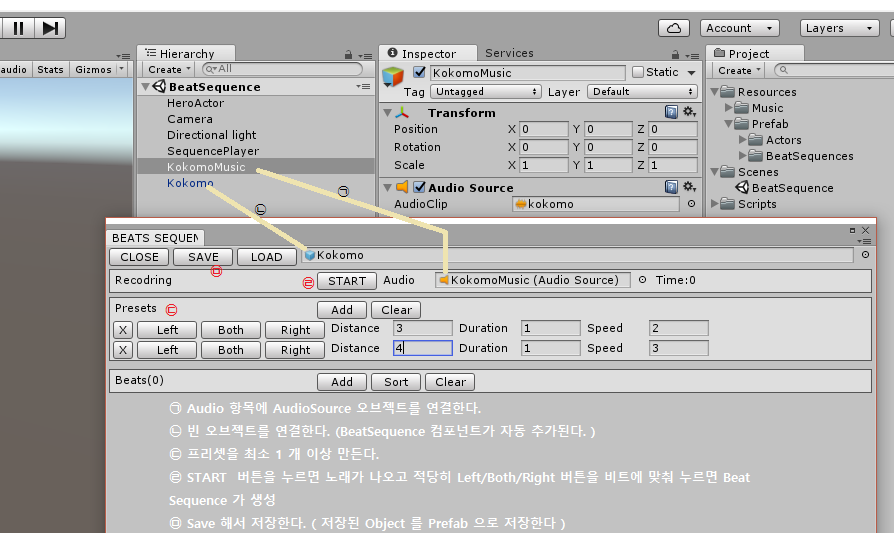 Account
Layers
audio Stats Gizmos
Hierarchy
Create
All
BeatSequence
HeroActor
Camera
Directional light
SequencePlayer
KokomoMusic
Kokomo
㉠
㉡
Inspector Services
KokomoMusic Static
Tag Untagged Layer Default
Transform
Position X 0 Y 0 Z 0
Rotation X 0 Y 0 Z 0
Scale X 1 Y 1 Z 1
Audio Source
AudioClip kokomo
Project
Create
Resources
Music
Prefab
Actors
BeatSequences
Scenes
BeatSequence
Scripts
BEATS SEQUEN
CLOSE SAVE LOAD Kokomo
㉤
Recodring ㉣ START Audio KokomoMusic (Audio Source) Time:0
Presets ㉢ Add Clear
X Left Both Right Distance 3 Duration 1 Speed 2
X Left Both Right Distance 4 Duration 1 Speed 3
Beats(0) Add Sort Clear
㉠ Audio 항목에 AudioSource 오브젝트를 연결한다.
㉡ 빈 오브젝트를 연결한다. (BeatSequence 컴포넌트가 자동 추가된다. )
㉢ 프리셋을 최소 1 개 이상 만든다.
㉣ START 버튼을 누르면 노래가 나오고 적당히 Left/Both/Right 버튼을 비트에 맞춰 누르면 Beat
Sequence 가 생성
㉤ Save 해서 저장한다. ( 저장된 Object 를 Prefab 으로 저장한다 )